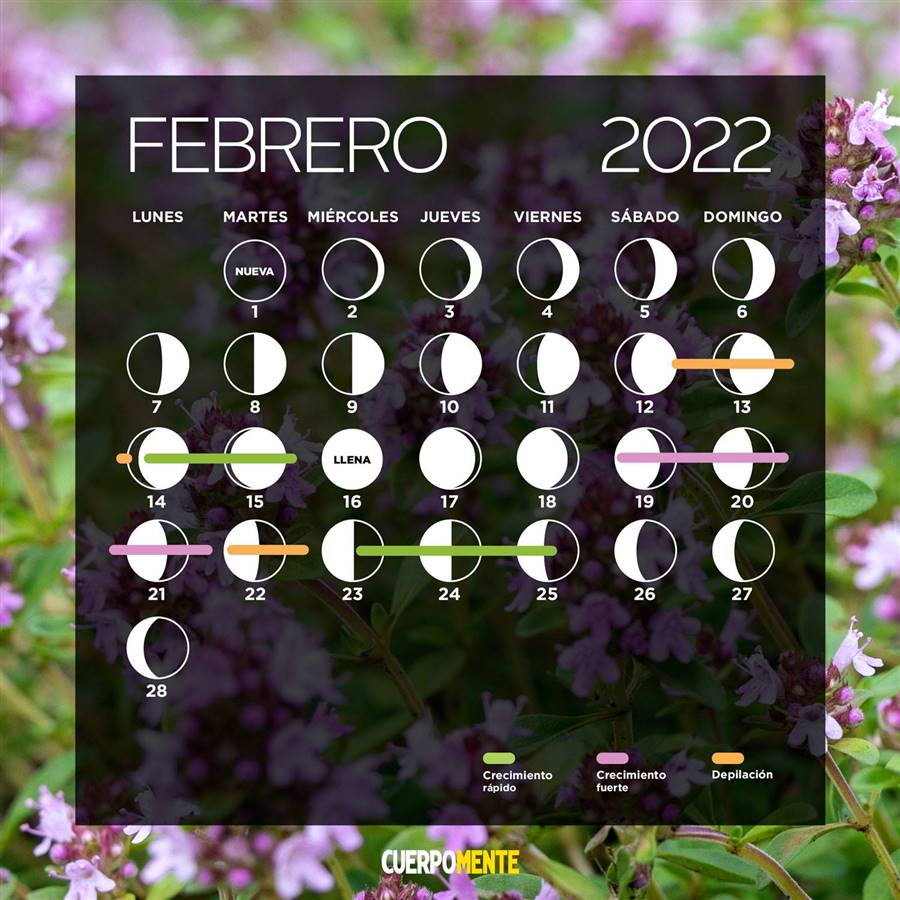 FEBRERO 2022
LUNES MARTES MIÉRCOLES JUEVES VIERNES SÁBADO DOMINGO
NUEVA
1 2 3 4 5 6
7 8 9 10 11 12 13
LLENA
14 15 16 17 18 19 20
21 22 23 24 25 26 27
28
Crecimiento rápido
Crecimiento fuerte
Depilación
CUERPOMENTE